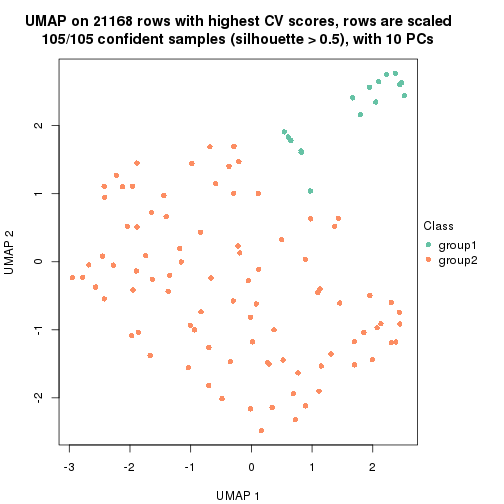 UMAP on 21168 rows with highest CV scores, rows are scaled
105/105 confident samples (silhouette > 0.5), with 10 PCs
2
1
0
-1
-2
UMAP 2
-3
-2
-1
0
1
2
UMAP 1
Class
group1
group2